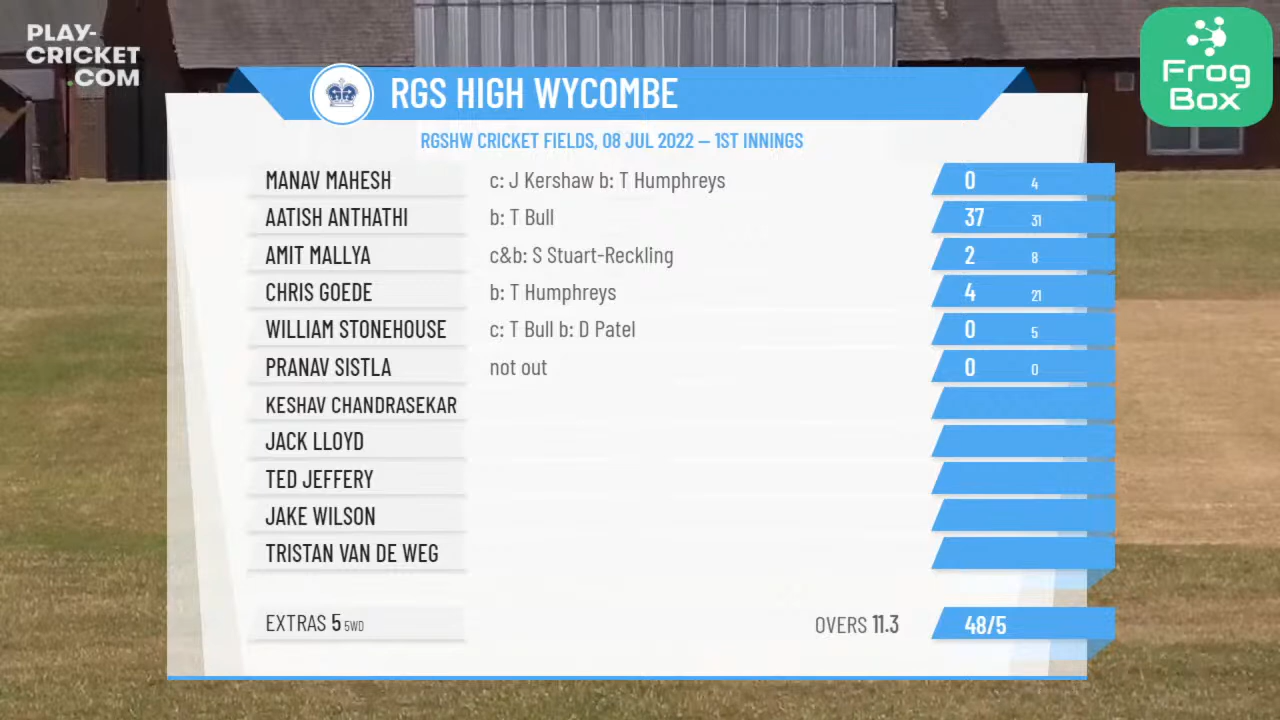 PLAY-
CRICKET
.COM
Frog
Box
RGS HIGH WYCOMBE
RGSHW CRICKET FIELDS, 08 JUL 2022 – 1ST INNINGS
MANAV MAHESH c: J Kershaw b: T Humphreys 0 4
AATISH ANTHATHI b: T Bull 37 31
AMIT MALLYA c&b: S Stuart-Reckling 2 8
CHRIS GOEDE b: T Humphreys 4 21
WILLIAM STONEHOUSE c: T Bull b: D Patel 0 5
PRANAV SISTLA not out 0 0
KESHAV CHANDRASEKAR
JACK LLOYD
TED JEFFERY
JAKE WILSON
TRISTAN VAN DE WEG
EXTRAS 5 5WD OVERS 11.3 48/5